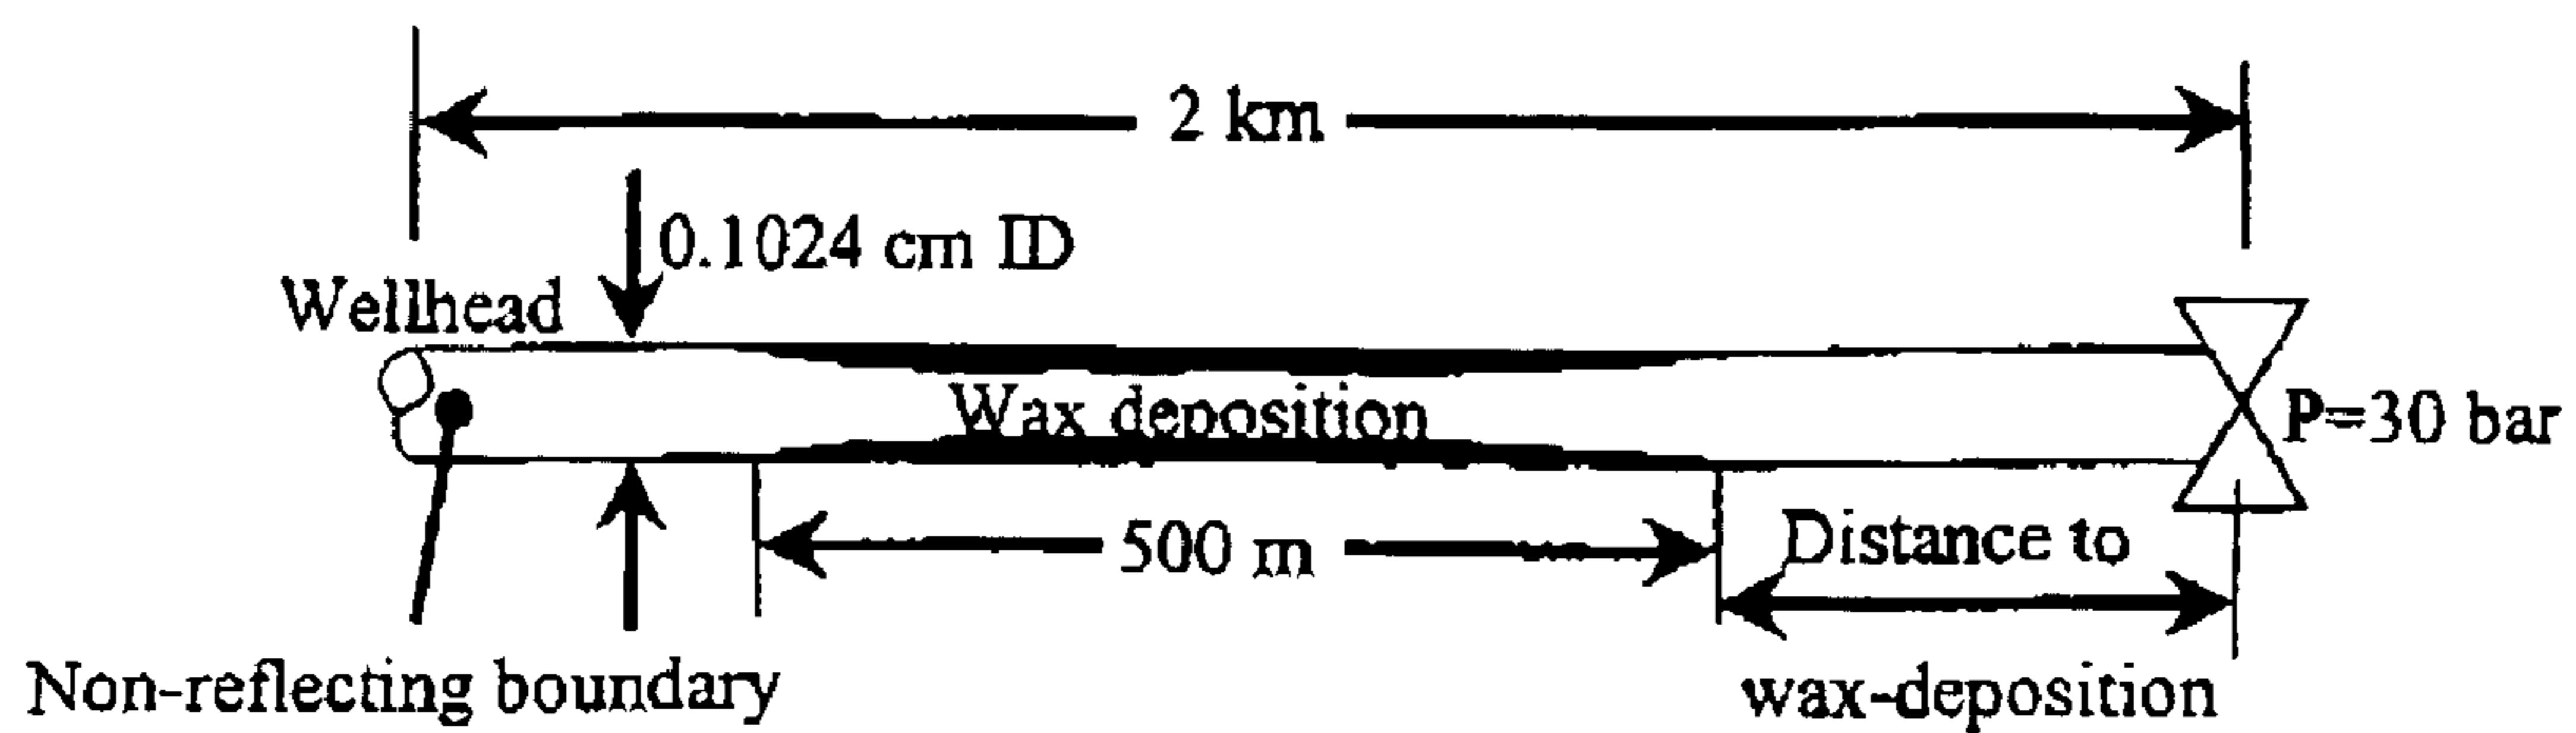 2 km
0.1024 cm ID
Wellhead
Wax deposition
P=30 bar
500 m
Distance to
wax-deposition
Non-reflecting boundary